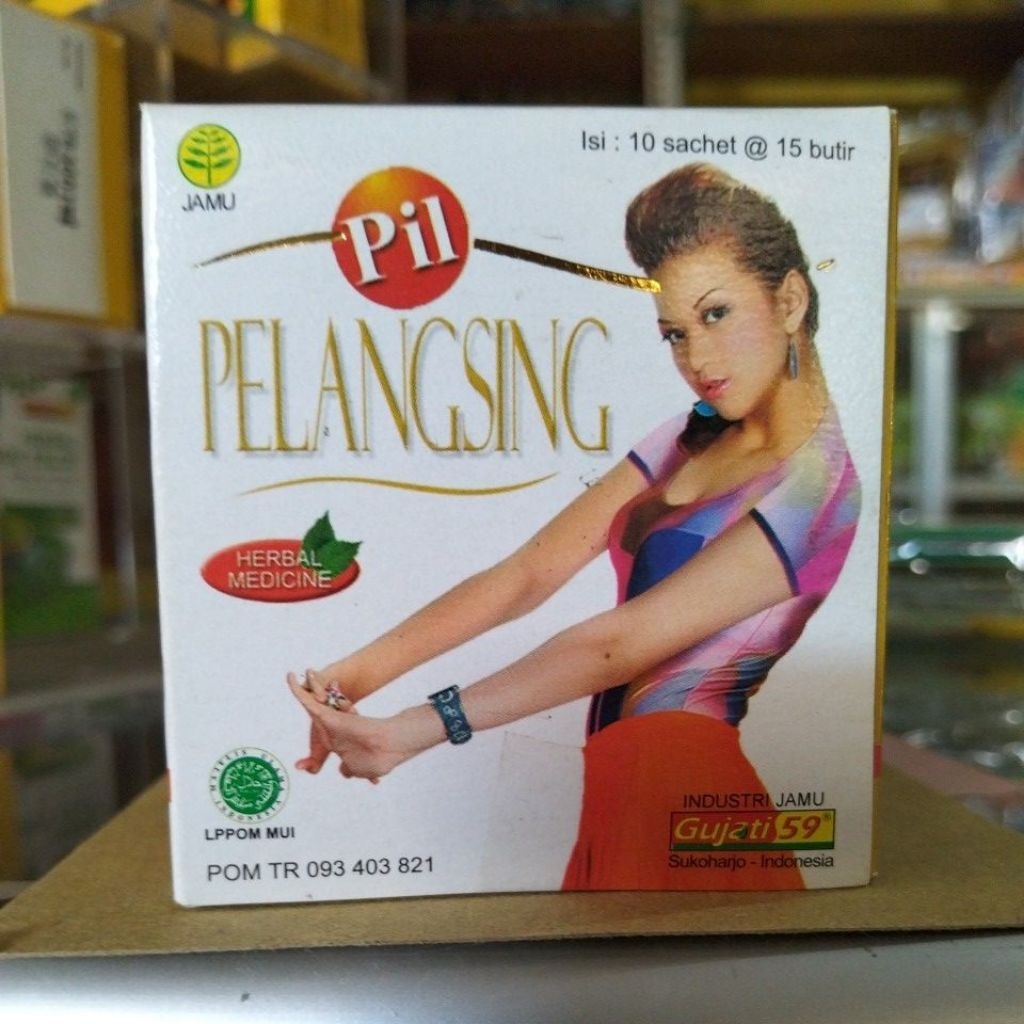 JAMU
Isi : 10 sachet @ 15 butir
Pil
PELANGSING
HERBAL
MEDICINE
LPPOM MUI
POM TR 093 403 821
INDUSTRI JAMU
Gujati 59®
Sukoharjo - Indonesia